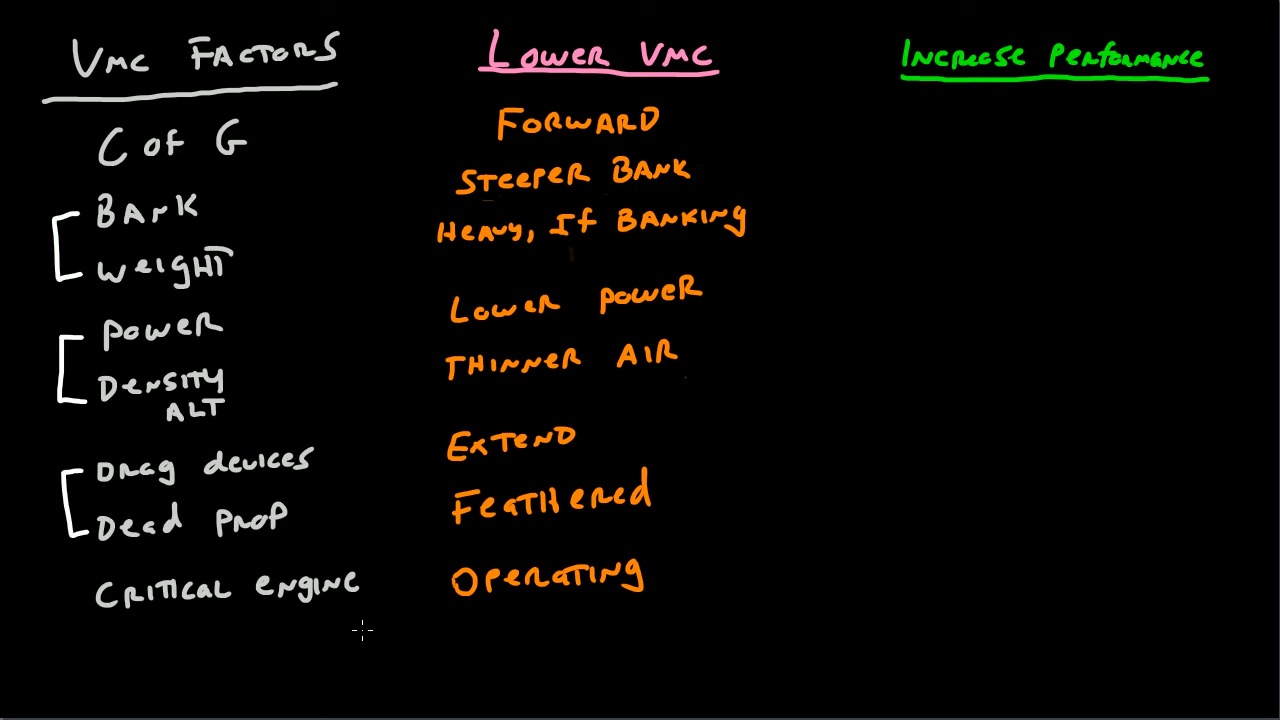 Vmc Factors
Lower Vmc
Increase Performance
C of G
Forward
Bank
Steeper Bank
Weight
Heavy, If Banking
Power
Lower Power
Density
Alt
Thinner Air
Drag devices
Extend
Dead Prop
Feathered
Critical engine
Operating